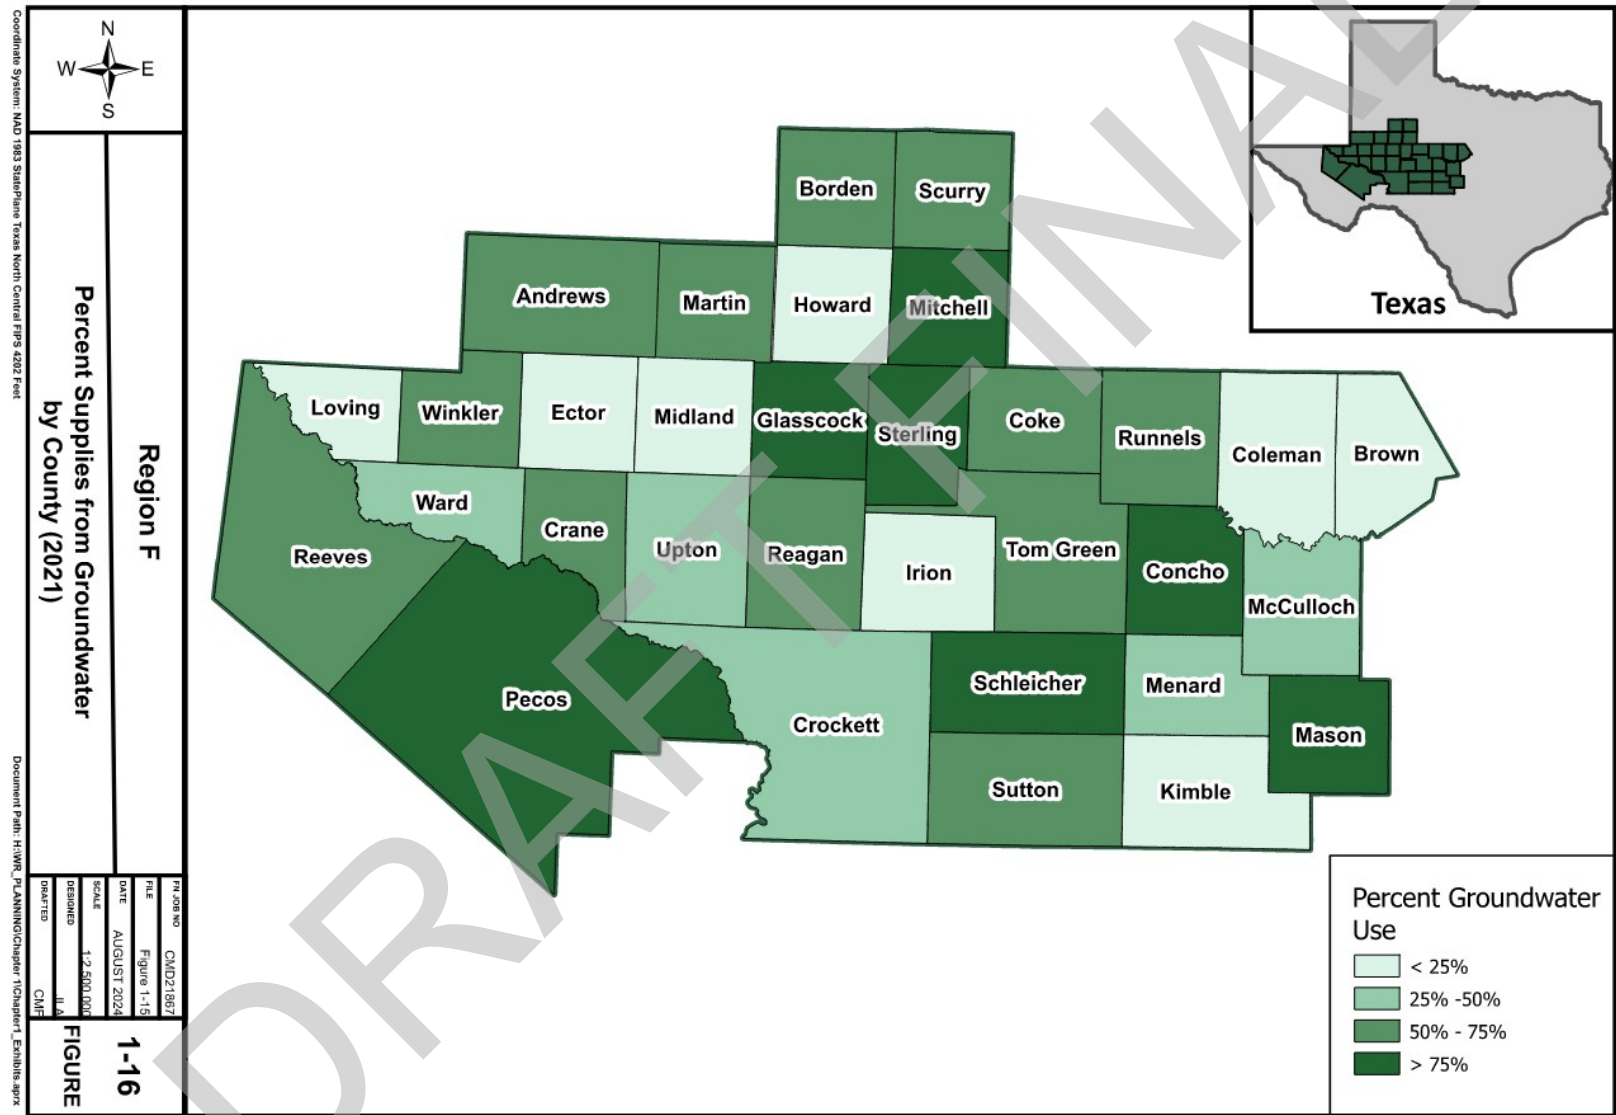 Coordinate System: NAD 1983 StatePlane Texas North Central FIPS 4202 Feet
Document Path: H:\WR_PLANNING\Chapter 1\Chapter1_Exhibits.aprx
N
W E
S
Region F
Percent Supplies from Groundwater
by County (2021)
FN JOB NO CMD21867
FILE Figure 1-15
DATE AUGUST 2024
SCALE 1:2,500,000
DESIGNED
DRAFTED
1-16
FIGURE
Borden
Scurry
Andrews
Martin
Howard
Mitchell
Loving
Winkler
Ector
Midland
Glasscock
Sterling
Coke
Runnels
Coleman
Brown
Ward
Crane
Upton
Reagan
Irion
Tom Green
Concho
McCulloch
Reeves
Pecos
Crockett
Schleicher
Menard
Mason
Sutton
Kimble
Texas
Percent Groundwater
Use
< 25%
25% -50%
50% - 75%
> 75%
DRAFT FINAL